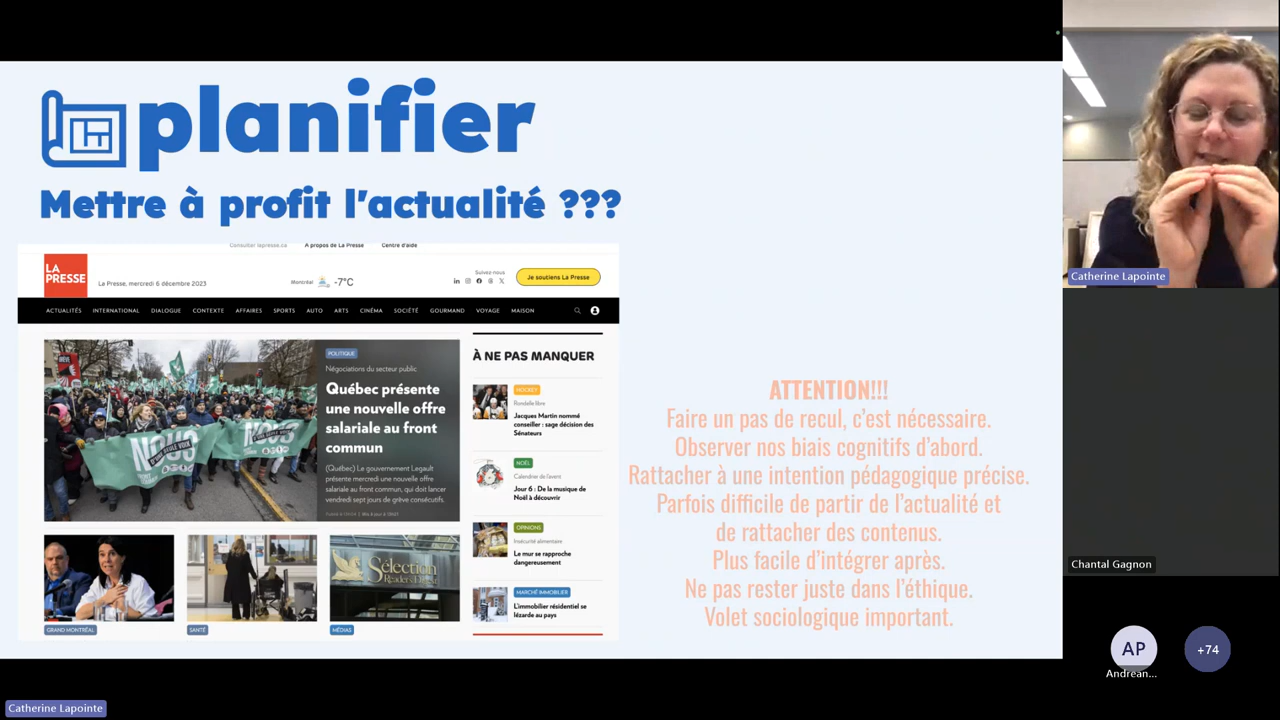 planifier
Mettre à profit l'actualité ???
Consulter lapresse.ca À propos de La Presse Centre d'aide
LA PRESSE
La Presse, mercredi 6 décembre 2023
Montréal -7°C
Suivez-nous
Je soutiens La Presse
ACTUALITÉS INTERNATIONAL DIALOGUE CONTEXTE AFFAIRES SPORTS AUTO ARTS CINÉMA SOCIÉTÉ GOURMAND VOYAGE MAISON
POLITIQUE
Négociations du secteur public
Québec présente
une nouvelle offre
salariale au front
commun
(Québec) Le gouvernement Legault
présente mercredi une nouvelle offre
salariale au front commun, qui doit lancer
vendredi sept jours de grève consécutifs.
NOUS
À NE PAS MANQUER
HOCKEY
Rondelle libre
Jacques Martin nommé
conseiller : sage décision des
Sénateurs
NOËL
Calendrier de l'avent
Jour 6 : De la musique de
Noël à découvrir
OPINIONS
Insécurité alimentaire
Le mur se rapproche
dangereusement
MARCHÉ IMMOBILIER
L'immobilier résidentiel se
lézarde au pays
Sélection
Reader's Digest
GRAND MONTRÉAL
SANTÉ
MÉDIAS
ATTENTION!!!
Faire un pas de recul, c'est nécessaire.
Observer nos biais cognitifs d'abord.
Rattacher à une intention pédagogique précise.
Parfois difficile de partir de l'actualité et
de rattacher des contenus.
Plus facile d'intégrer après.
Ne pas rester juste dans l'éthique.
Volet sociologique important.
Catherine Lapointe
Chantal Gagnon
AP
Andréan...
+74
Catherine Lapointe